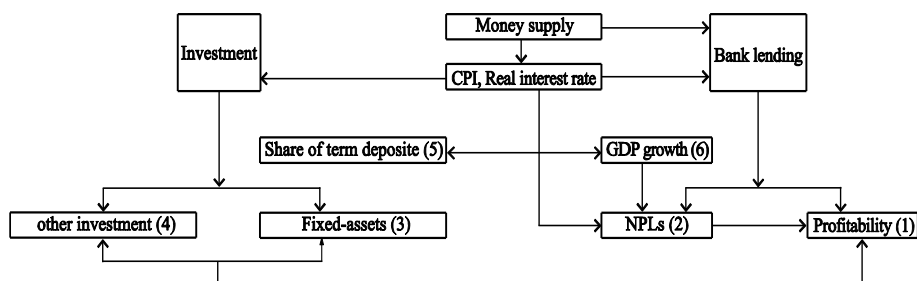 Money supply
Investment
Bank lending
CPI, Real interest rate
Share of term deposite (5)
GDP growth (6)
other investment (4)
Fixed-assets (3)
NPLs (2)
Profitability (1)